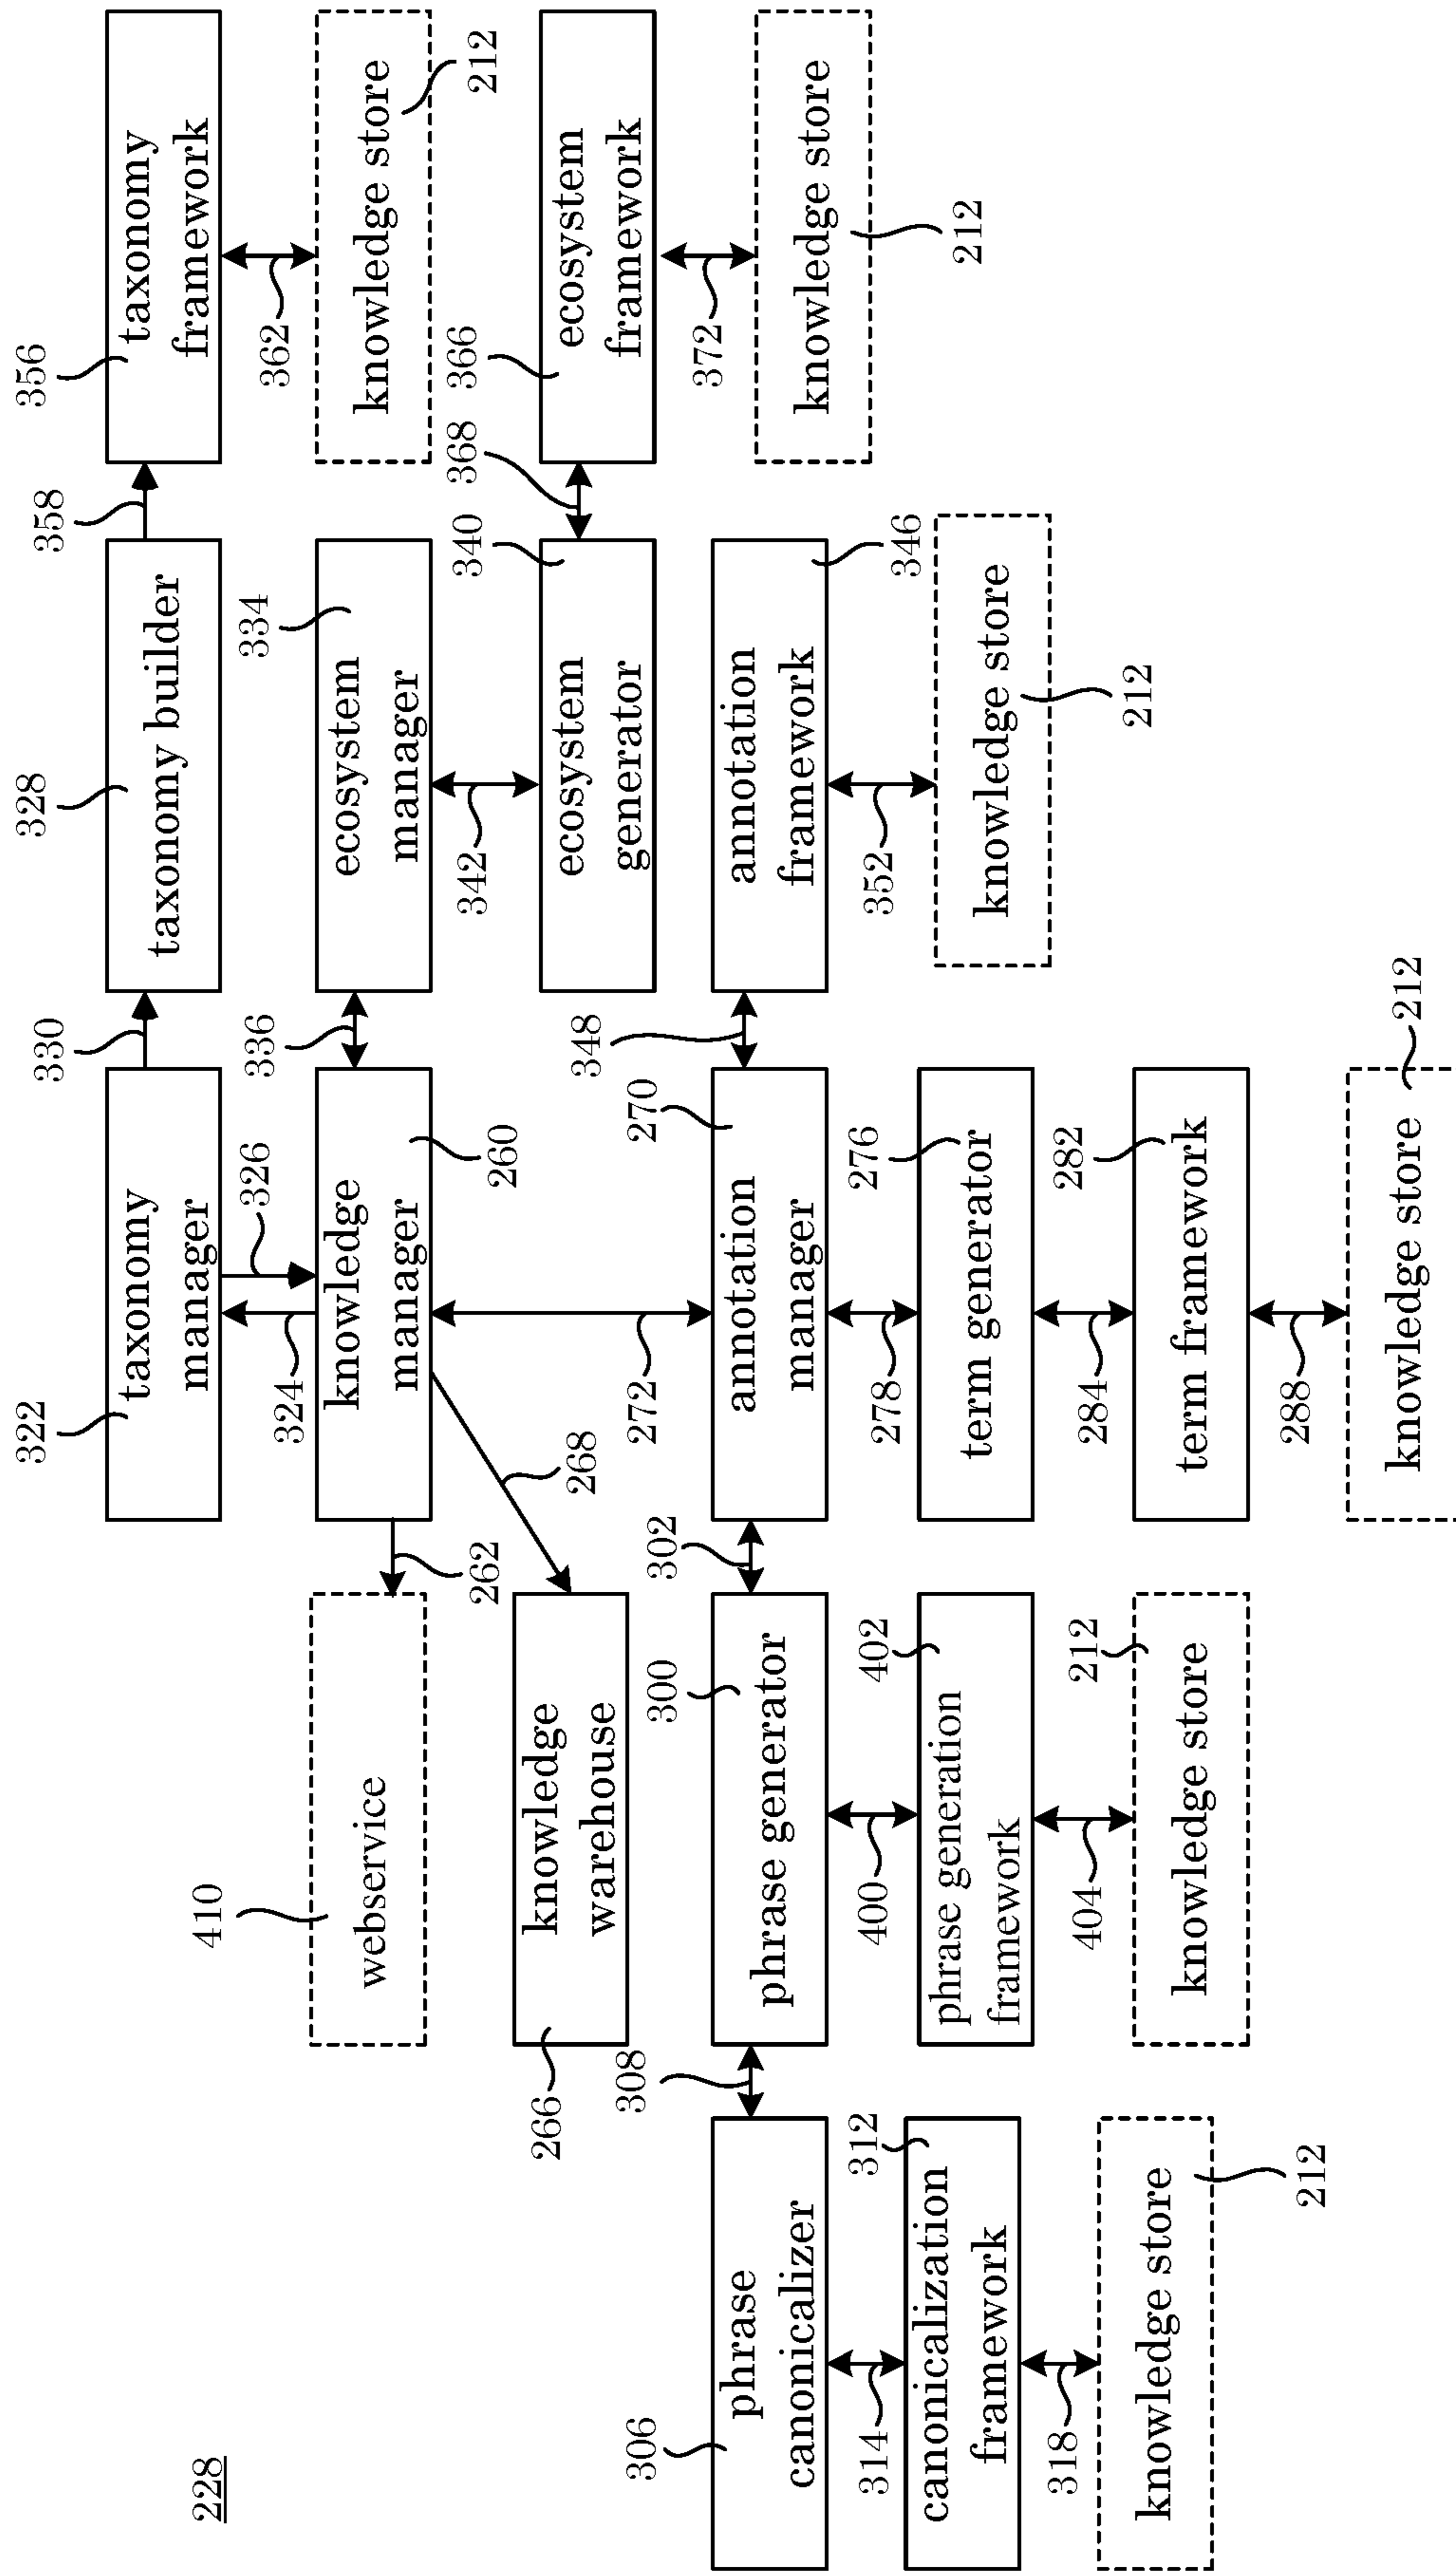 228
322
taxonomy
manager
330
328
taxonomy builder
358
356
taxonomy
framework
324
326
362
410
webservice
262
knowledge
manager
260
336
ecosystem
manager
334
knowledge store
212
268
342
266
knowledge
warehouse
272
ecosystem
generator
340
368
366
ecosystem
framework
372
306
phrase
canonicalizer
308
phrase generator
300
302
annotation
manager
270
348
annotation
framework
346
knowledge store
212
314
400
278
352
canonicalization
framework
312
phrase generation
framework
402
term generator
276
knowledge store
212
318
404
284
knowledge store
212
knowledge store
212
term framework
282
288
knowledge store
212